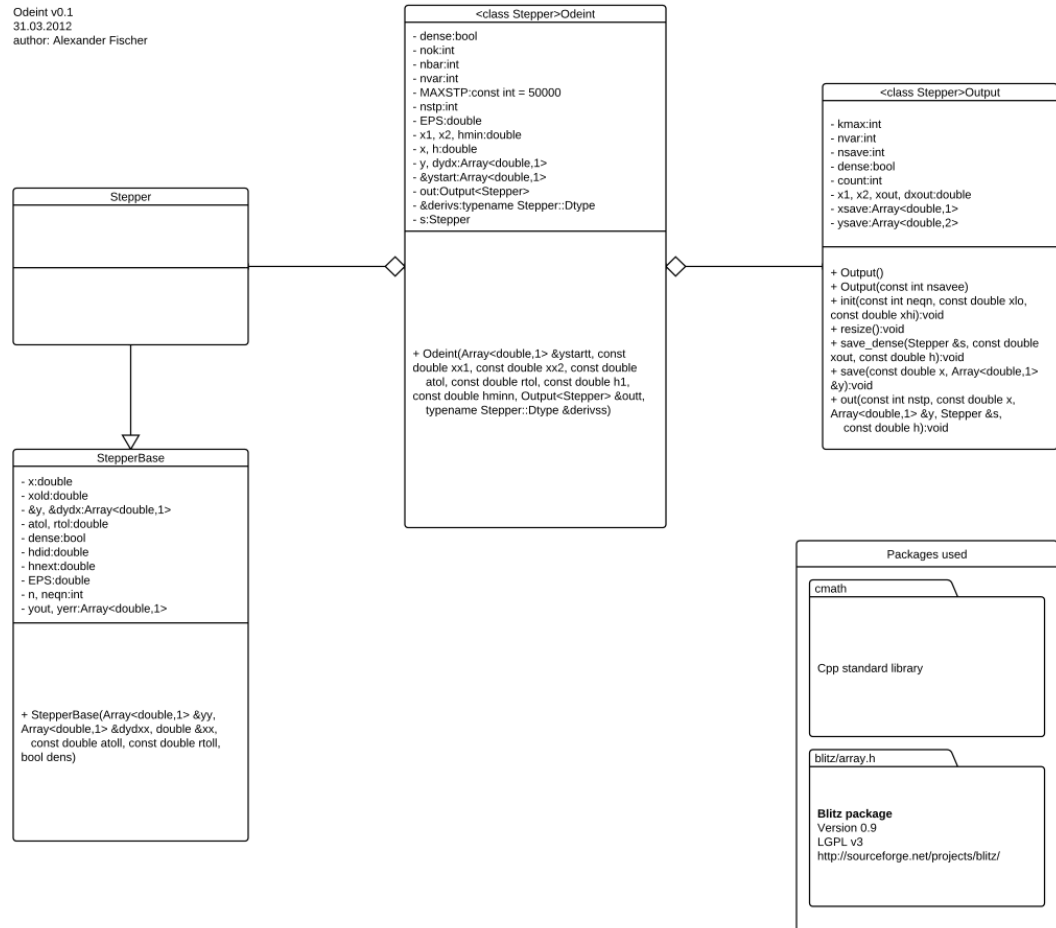 Odeint v0.1
31.03.2012
author: Alexander Fischer
<class Stepper>Odeint
- dense:bool
- nok:int
- nbar:int
- nvar:int
- MAXSTP:const int = 50000
- nstp:int
- EPS:double
- x1, x2, hmin:double
- x, h:double
- y, dydx:Array<double,1>
- &ystart:Array<double,1>
- out:Output<Stepper>
- &derivs:typename Stepper::Dtype
- s:Stepper
+ Odeint(Array<double,1> &ystartt, const
double xx1, const double xx2, const double
atol, const double rtol, const double h1,
const double hminn, Output<Stepper> &outt,
typename Stepper::Dtype &derivss)
<class Stepper>Output
- kmax:int
- nvar:int
- nsave:int
- dense:bool
- count:int
- x1, x2, xout, dxout:double
- xsave:Array<double,1>
- ysave:Array<double,2>
+ Output()
+ Output(const int nsavee)
+ init(const int neqn, const double xlo,
const double xhi):void
+ resize():void
+ save_dense(Stepper &s, const double
xout, const double h):void
+ save(const double x, Array<double,1>
&y):void
+ out(const int nstp, const double x,
Array<double,1> &y, Stepper &s,
const double h):void
Stepper
StepperBase
- x:double
- xold:double
- &y, &dydx:Array<double,1>
- atol, rtol:double
- dense:bool
- hdid:double
- hnext:double
- EPS:double
- n, neqn:int
- yout, yerr:Array<double,1>
+ StepperBase(Array<double,1> &yy,
Array<double,1> &dydxx, double &xx,
const double atoll, const double rtoll,
bool dens)
Packages used
cmath
Cpp standard library
blitz/array.h
Blitz package
Version 0.9
LGPL v3
http://sourceforge.net/projects/blitz/